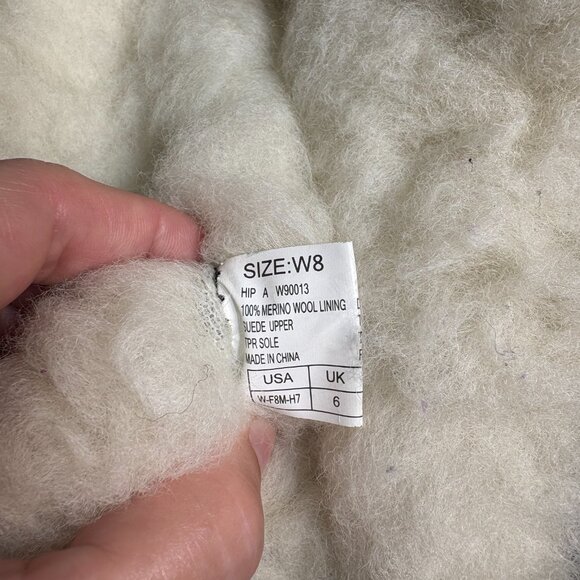 SIZE:W8
HIP A W90013
100% MERINO WOOL LINING
SUEDE UPPER
TPR SOLE
MADE IN CHINA
USA UK
W-F8M-H7 6